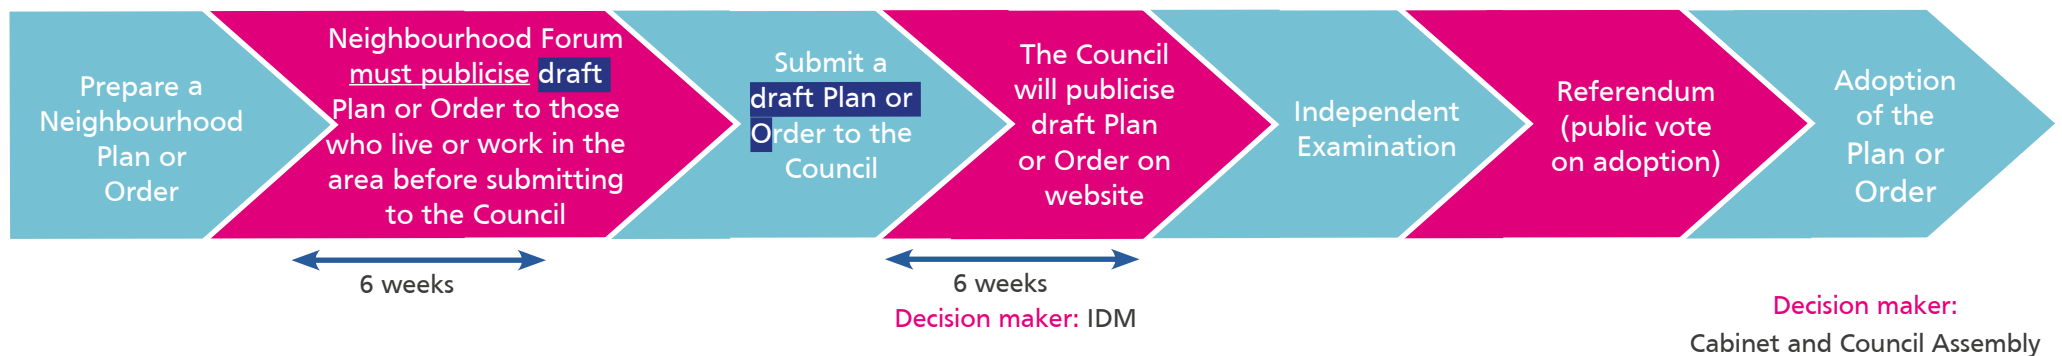 Prepare a
Neighbourhood
Plan or
Order
Neighbourhood Forum
must publicise draft
Plan or Order to those
who live or work in the
area before submitting
to the Council
Submit a
draft Plan or
Order to the
Council
The Council
will publicise
draft Plan
or Order on
website
Independent
Examination
Referendum
(public vote
on adoption)
Adoption
of the
Plan or
Order
6 weeks
6 weeks
Decision maker: IDM
Decision maker:
Cabinet and Council Assembly